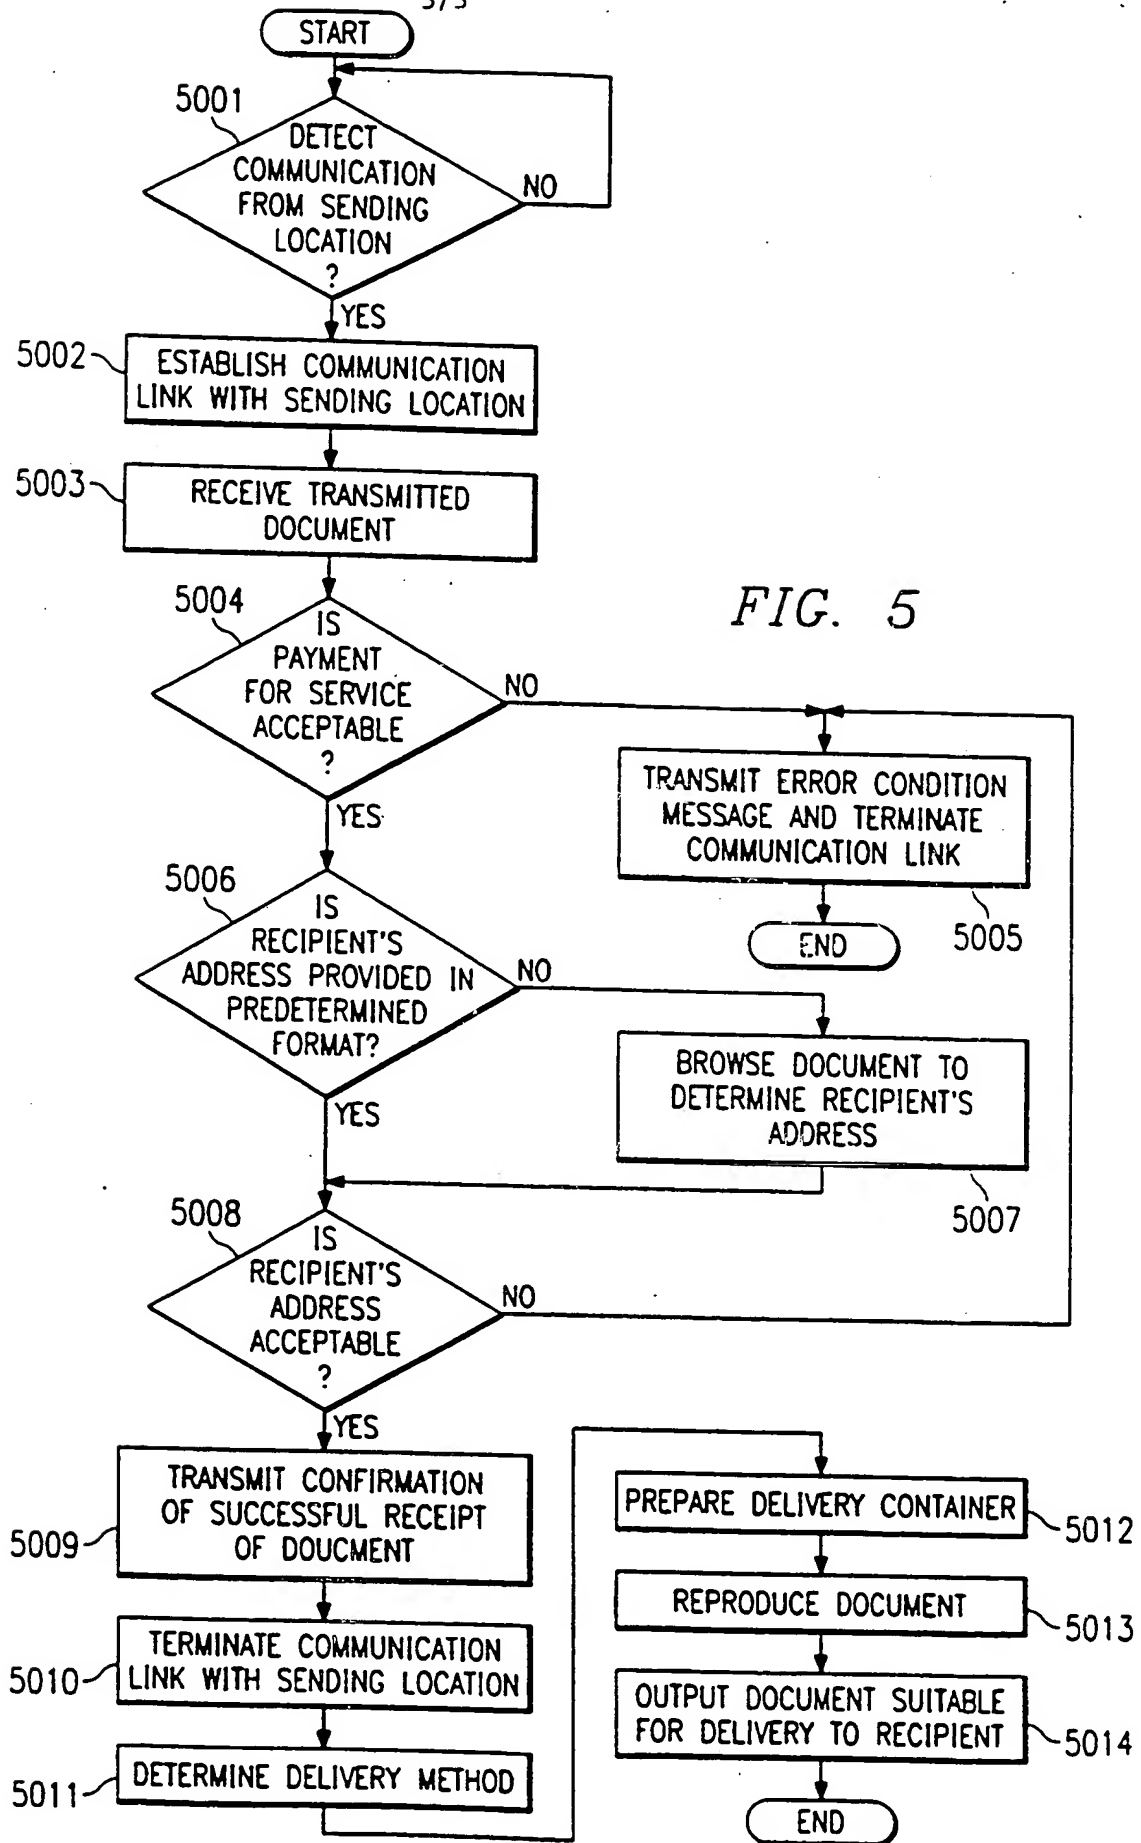 3/3
START
5001
DETECT
COMMUNICATION
FROM SENDING
LOCATION
?
NO
YES
5002
ESTABLISH COMMUNICATION
LINK WITH SENDING LOCATION
5003
RECEIVE TRANSMITTED
DOCUMENT
FIG. 5
5004
IS
PAYMENT
FOR SERVICE
ACCEPTABLE
?
NO
YES
TRANSMIT ERROR CONDITION
MESSAGE AND TERMINATE
COMMUNICATION LINK
5005
END
5006
IS
RECIPIENT'S
ADDRESS PROVIDED IN
PREDETERMINED
FORMAT?
NO
YES
BROWSE DOCUMENT TO
DETERMINE RECIPIENT'S
ADDRESS
5007
5008
IS
RECIPIENT'S
ADDRESS
ACCEPTABLE
?
NO
YES
TRANSMIT CONFIRMATION
OF SUCCESSFUL RECEIPT
OF DOUCMENT
5009
TERMINATE COMMUNICATION
LINK WITH SENDING LOCATION
5010
DETERMINE DELIVERY METHOD
5011
PREPARE DELIVERY CONTAINER
5012
REPRODUCE DOCUMENT
5013
OUTPUT DOCUMENT SUITABLE
FOR DELIVERY TO RECIPIENT
5014
END